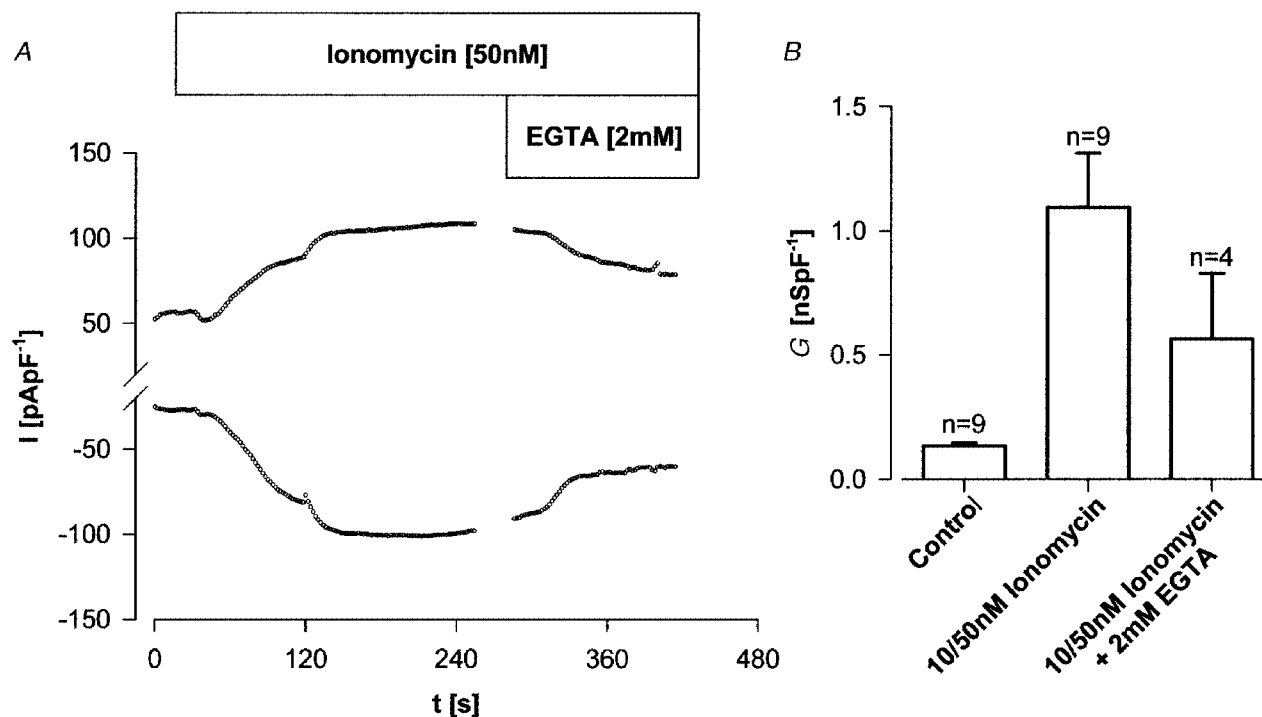 A
Ionomycin [50nM]
EGTA [2mM]
150
100
50
-50
-100
-150
I [pApF⁻¹]
0
120
240
360
480
t [s]
B
1.5
1.0
0.5
0.0
G [nSpF⁻¹]
n=9
n=9
n=4
Control
10/50nM Ionomycin
10/50nM Ionomycin
+ 2mM EGTA